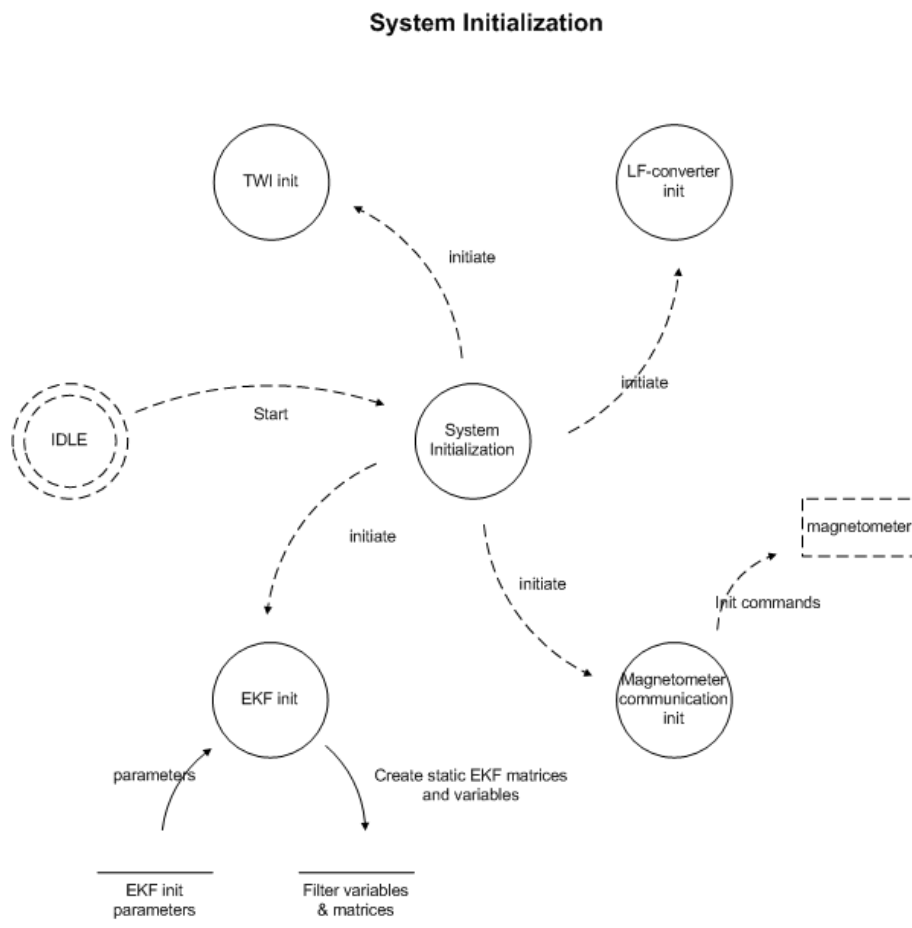 System Initialization
TWI init
LF-converter
init
initiate
initiate
Start
IDLE
System
Initialization
magnetometer
initiate
initiate
Init commands
EKF init
Magnetometer
communication
init
parameters
Create static EKF matrices
and variables
EKF init
parameters
Filter variables
& matrices